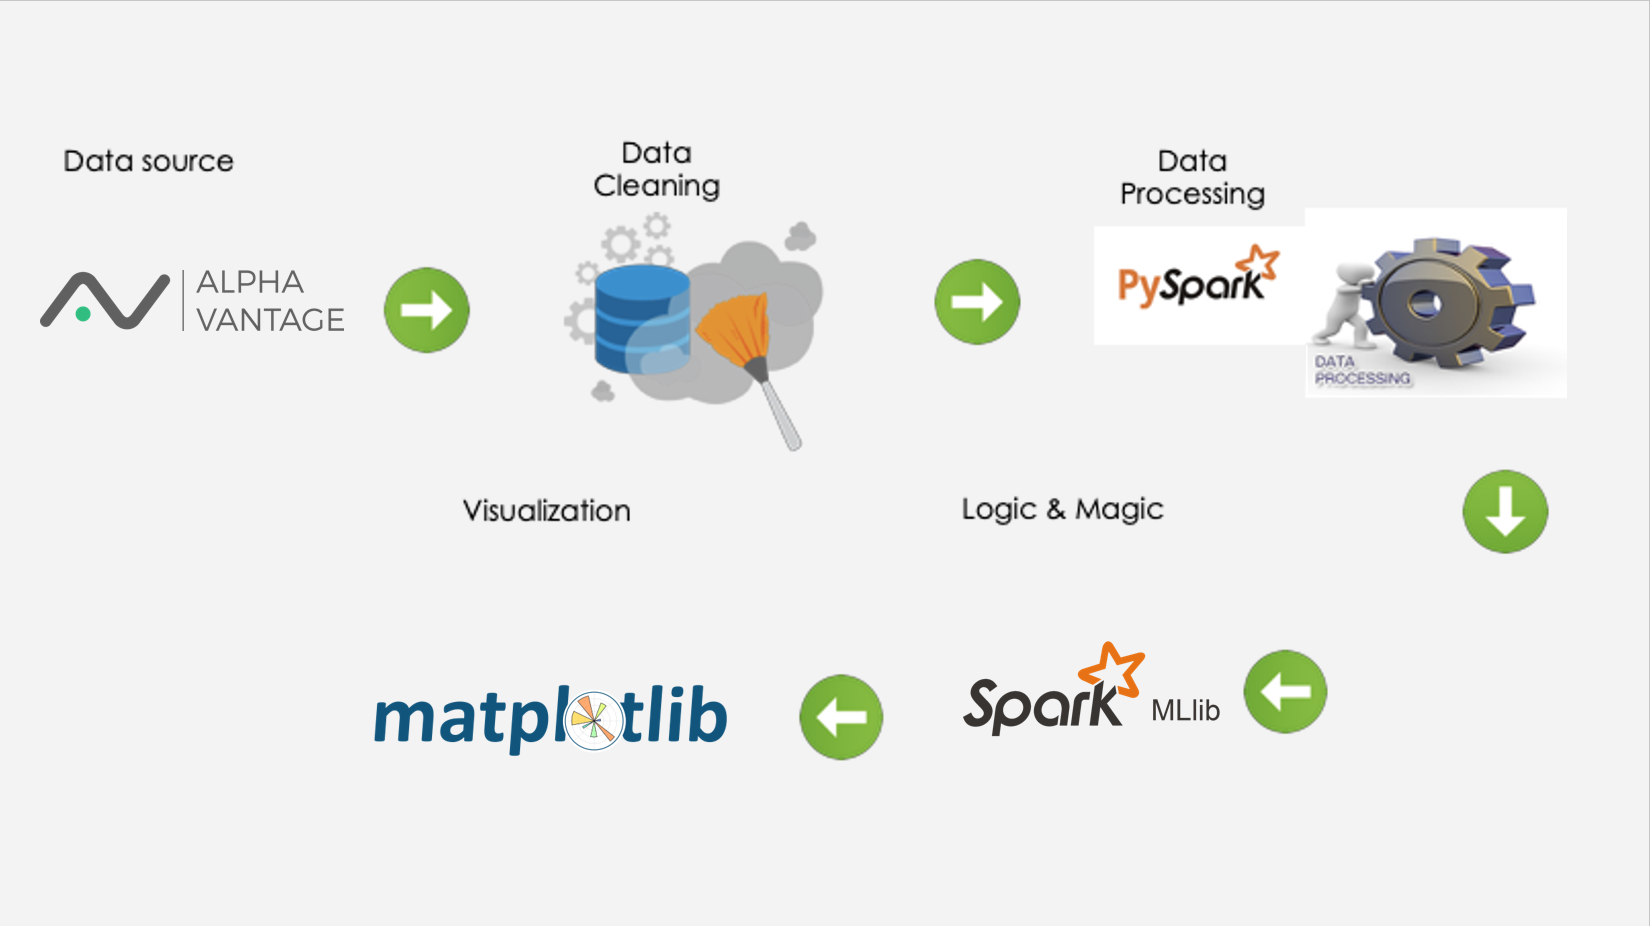 Data source
Data
Cleaning
Data
Processing
ALPHA
VANTAGE
PySpark
DATA
PROCESSING
Visualization
Logic & Magic
matplotlib
Spark MLlib